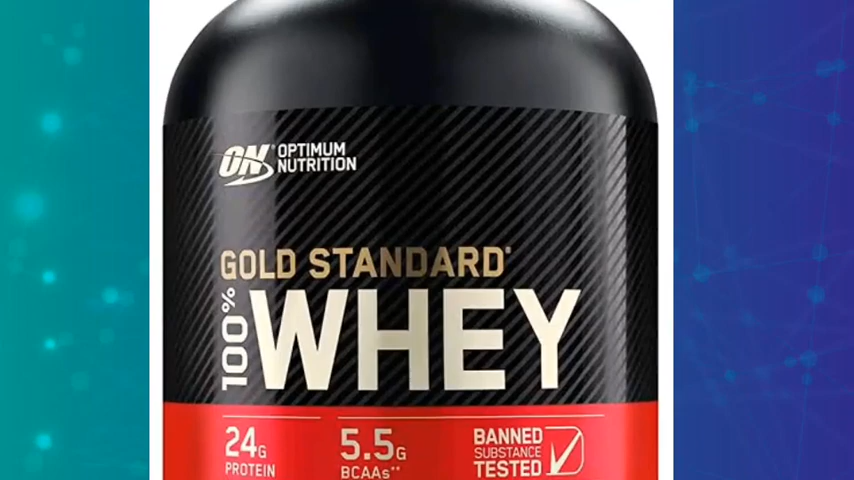 ON® OPTIMUM
NUTRITION
GOLD STANDARD®
100% WHEY
24G
PROTEIN
5.5G
BCAAs**
BANNED
SUBSTANCE
TESTED